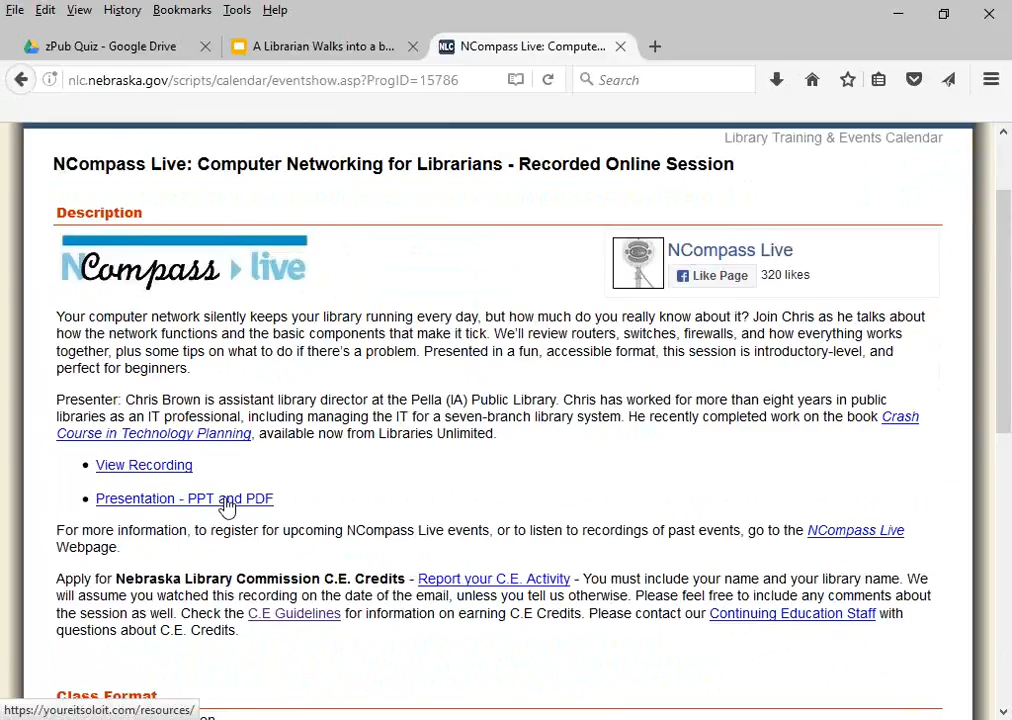 File Edit View History Bookmarks Tools Help
zPub Quiz - Google Drive A Librarian Walks into a b... NLC NCompass Live: Compute...
nlc.nebraska.gov/scripts/calendar/eventshow.asp?ProgID=15786 Search
Library Training & Events Calendar
NCompass Live: Computer Networking for Librarians - Recorded Online Session
Description
NCompass live
NCompass Live
Like Page 320 likes
Your computer network silently keeps your library running every day, but how much do you really know about it? Join Chris as he talks about
how the network functions and the basic components that make it tick. We'll review routers, switches, firewalls, and how everything works
together, plus some tips on what to do if there's a problem. Presented in a fun, accessible format, this session is introductory-level, and
perfect for beginners.
Presenter: Chris Brown is assistant library director at the Pella (IA) Public Library. Chris has worked for more than eight years in public
libraries as an IT professional, including managing the IT for a seven-branch library system. He recently completed work on the book Crash
Course in Technology Planning, available now from Libraries Unlimited.
• View Recording
• Presentation - PPT and PDF
For more information, to register for upcoming NCompass Live events, or to listen to recordings of past events, go to the NCompass Live
Webpage.
Apply for Nebraska Library Commission C.E. Credits - Report your C.E. Activity - You must include your name and your library name. We
will assume you watched this recording on the date of the email, unless you tell us otherwise. Please feel free to include any comments about
the session as well. Check the C.E Guidelines for information on earning C.E Credits. Please contact our Continuing Education Staff with
questions about C.E. Credits.
Class Format
https://youreitsoloit.com/resources/